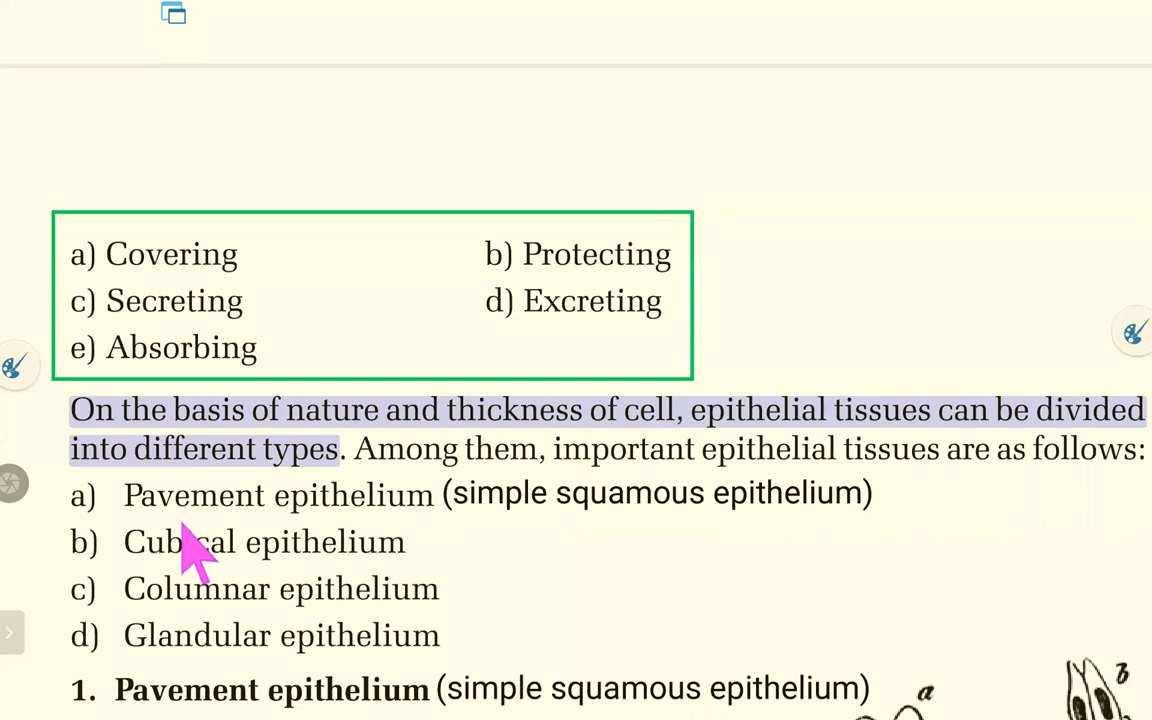 a) Covering b) Protecting
c) Secreting d) Excreting
e) Absorbing
On the basis of nature and thickness of cell, epithelial tissues can be divided
into different types. Among them, important epithelial tissues are as follows:
a) Pavement epithelium (simple squamous epithelium)
b) Cubical epithelium
c) Columnar epithelium
d) Glandular epithelium
1. Pavement epithelium (simple squamous epithelium)
a
B